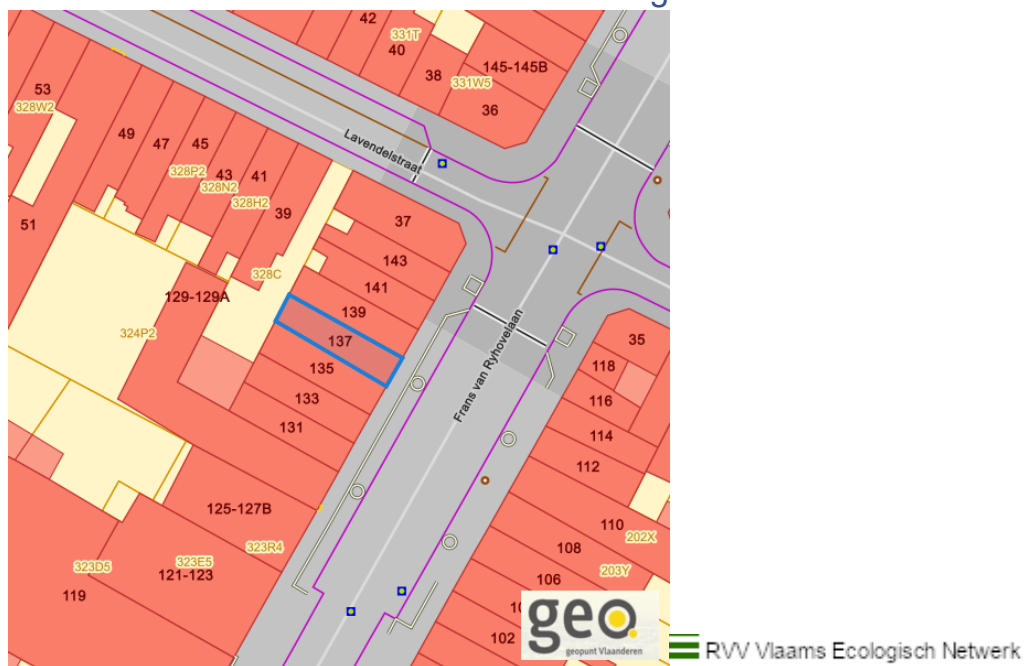 42
331T
40
38
145-145B
331W5
36
53
328W2
49
47
45
328P2
43
328N2
41
328H2
39
Lavendelstraat
51
37
143
328C
141
129-129A
139
324P2
137
135
133
131
Frans van Ryhovelaan
35
118
116
114
112
110
202X
108
106
203Y
102
125-127B
323R4
323E5
121-123
323D5
119
geo.
geopunt Vlaanderen
RVV Vlaams Ecologisch Netwerk